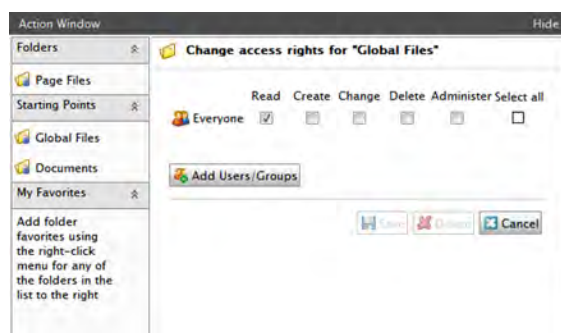 Action Window
Hide
Folders
Page Files
Starting Points
Global Files
Documents
My Favorites
Add folder
favorites using
the right-click
menu for any of
the folders in the
list to the right
Change access rights for "Global Files"
Read Create Change Delete Administer Select all
Everyone
Add Users/Groups
Save Delete Cancel